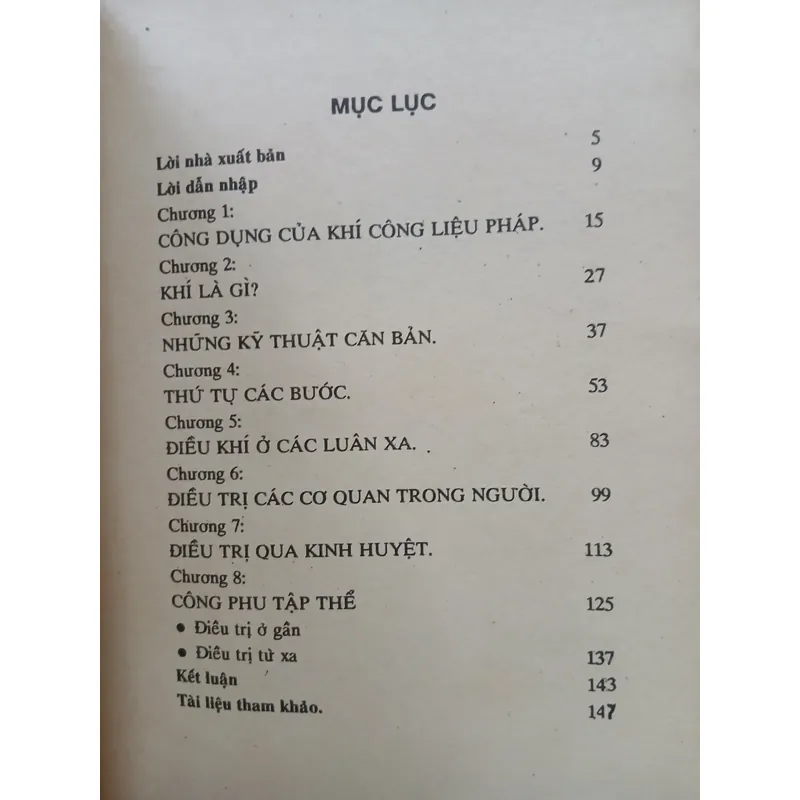 MỤC LỤC
Lời nhà xuất bản 5
Lời dẫn nhập 9
Chương 1:
CÔNG DỤNG CỦA KHÍ CÔNG LIỆU PHÁP. 15
Chương 2:
KHÍ LÀ GÌ? 27
Chương 3:
NHỮNG KỸ THUẬT CĂN BẢN. 37
Chương 4:
THỨ TỰ CÁC BƯỚC. 53
Chương 5:
ĐIỀU KHÍ Ở CÁC LUÂN XA. 83
Chương 6:
ĐIỀU TRỊ CÁC CƠ QUAN TRONG NGƯỜI. 99
Chương 7:
ĐIỀU TRỊ QUA KINH HUYỆT. 113
Chương 8:
CÔNG PHU TẬP THỂ 125
• Điều trị ở gần
• Điều trị từ xa 137
Kết luận 143
Tài liệu tham khảo. 147